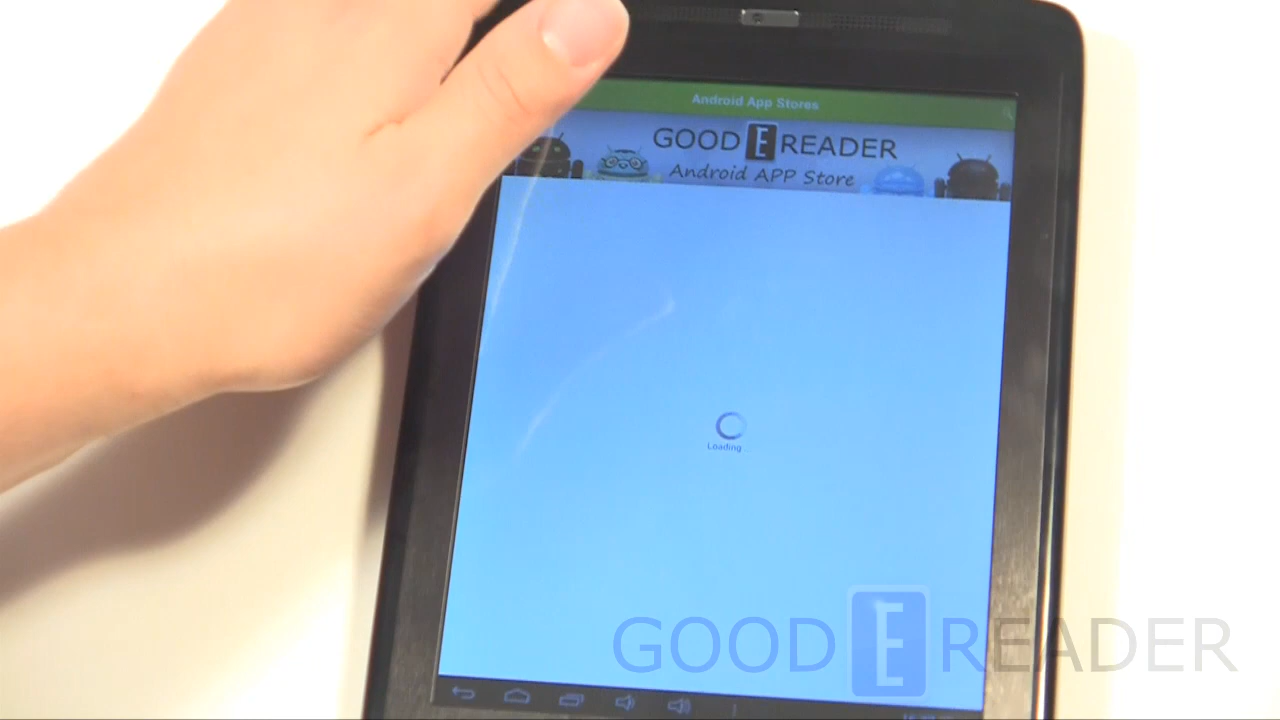 Android App Stores
GOOD E READER
Android APP Store
Loading...
GOOD E READER